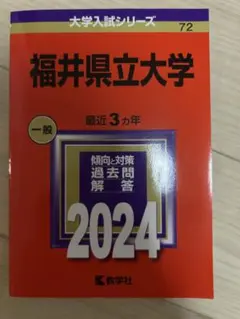 大学入試シリーズ
72
福井県立大学
最近3カ年
一般
傾向と対策
過去問
解答
2024
教学社